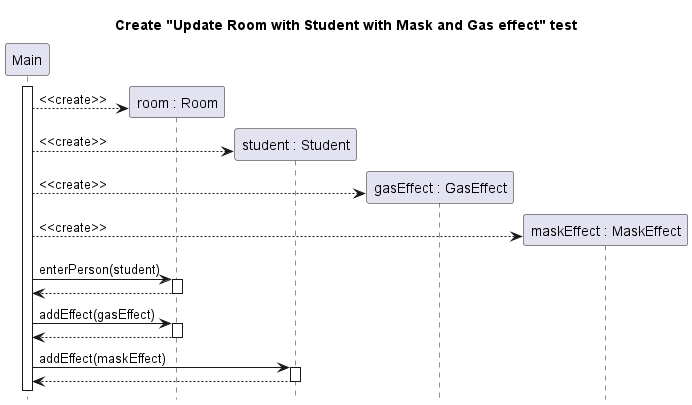 Create "Update Room with Student with Mask and Gas effect" test
Main
<<create>>
room : Room
<<create>>
student : Student
<<create>>
gasEffect : GasEffect
<<create>>
maskEffect : MaskEffect
enterPerson(student)
addEffect(gasEffect)
addEffect(maskEffect)